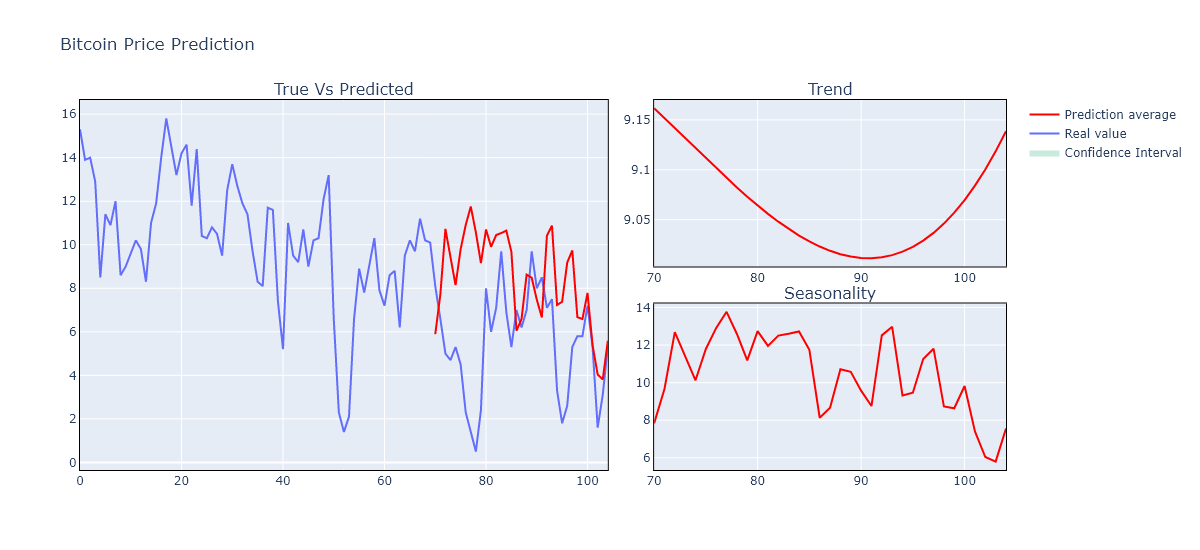 Bitcoin Price Prediction
True Vs Predicted
16
14
12
10
8
6
4
2
0
0 20 40 60 80 100
Trend
9.15
9.1
9.05
70 80 90 100
Seasonality
14
12
10
8
6
70 80 90 100
Prediction average
Real value
Confidence Interval